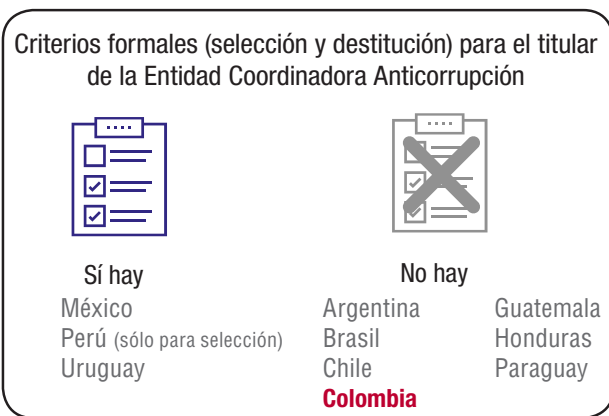 Criterios formales (selección y destitución) para el titular
de la Entidad Coordinadora Anticorrupción
Sí hay
México
Perú (sólo para selección)
Uruguay
No hay
Argentina
Brasil
Chile
Colombia
Guatemala
Honduras
Paraguay